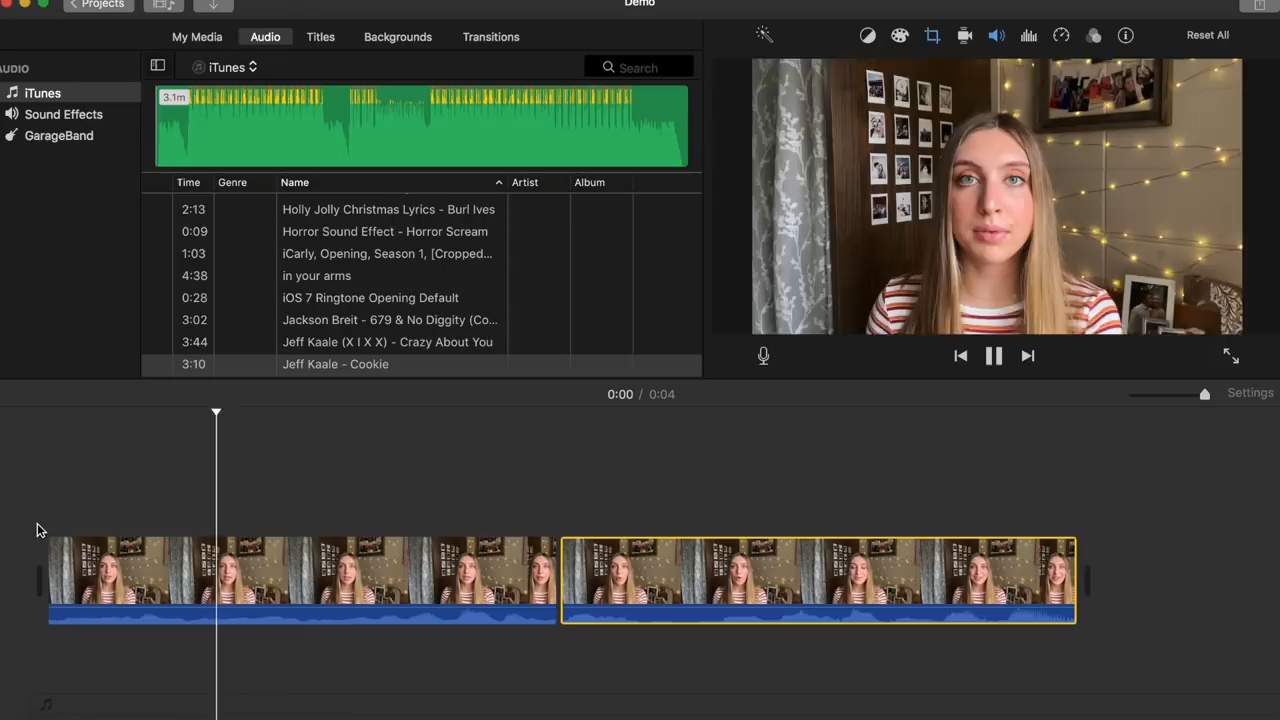 Projects
Demo
My Media
Audio
Titles
Backgrounds
Transitions
Reset All
AUDIO
iTunes
Sound Effects
GarageBand
iTunes
Search
3.1m
Time Genre Name Artist Album
2:13 Holly Jolly Christmas Lyrics - Burl Ives
0:09 Horror Sound Effect - Horror Scream
1:03 iCarly, Opening, Season 1, [Cropped...
4:38 in your arms
0:28 iOS 7 Ringtone Opening Default
3:02 Jackson Breit - 679 & No Diggity (Co...
3:44 Jeff Kaale (X I X X) - Crazy About You
3:10 Jeff Kaale - Cookie
0:00 / 0:04
Settings